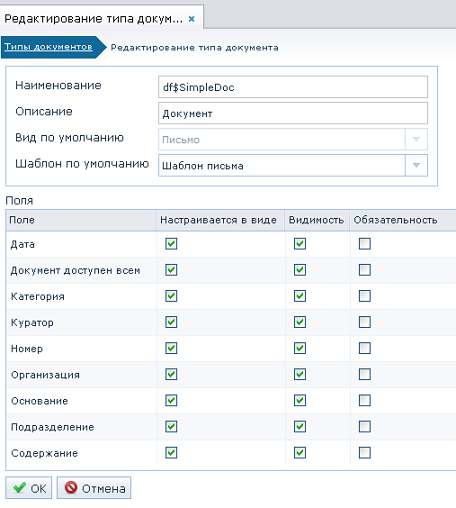 Редактирование типа докум...
Типы документов Редактирование типа документа
Наименование df$SimpleDoc
Описание Документ
Вид по умолчанию Письмо
Шаблон по умолчанию Шаблон письма
Поля
Поле Настраивается в виде Видимость Обязательность
Дата
Документ доступен всем
Категория
Куратор
Номер
Организация
Основание
Подразделение
Содержание
OK Отмена